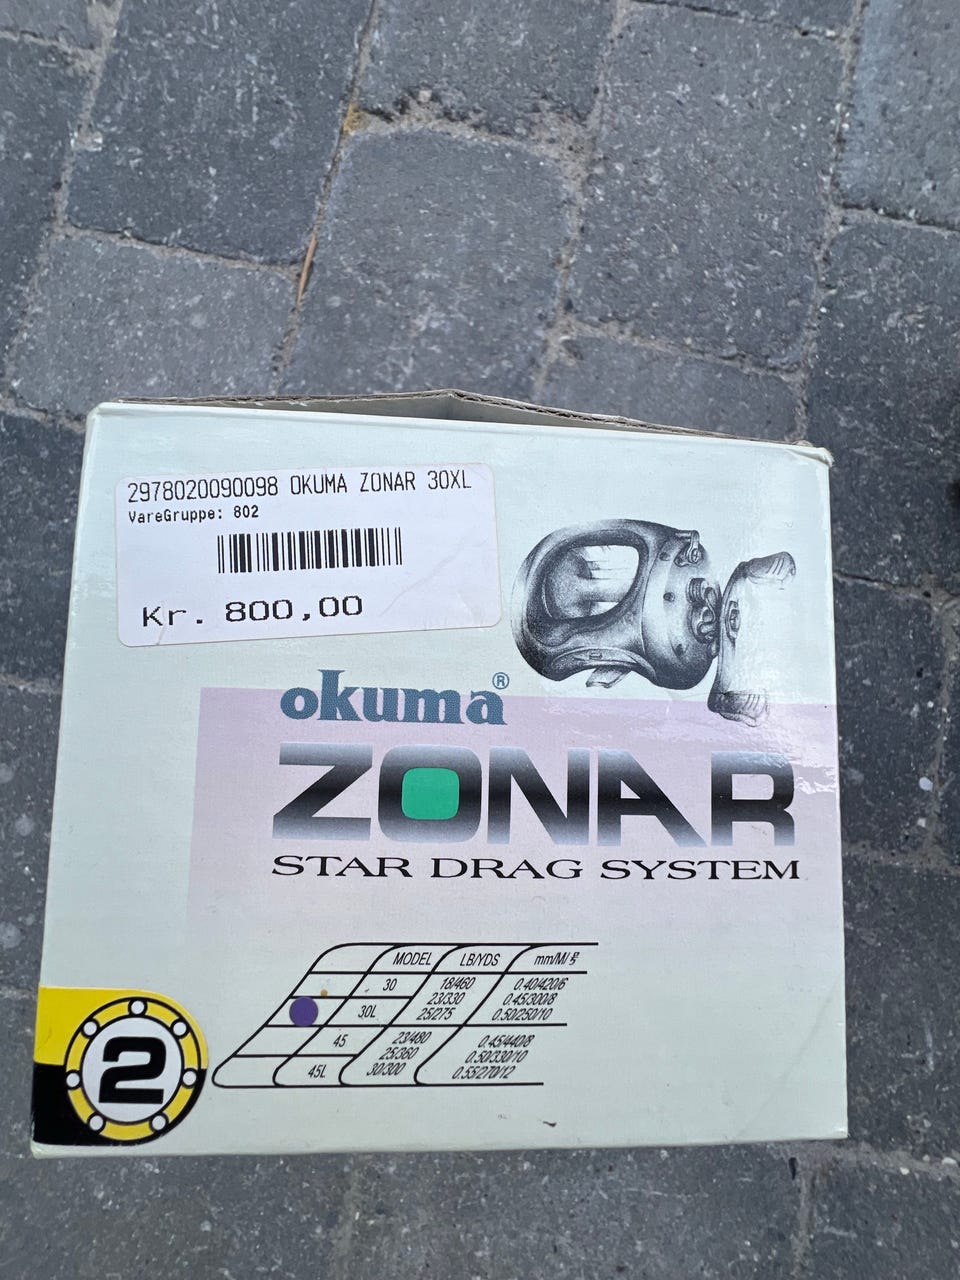 2978020090098 OKUMA ZONAR 30XL
VareGruppe: 802
Kr. 800,00
okuma®
ZONAR
STAR DRAG SYSTEM
MODEL LB/YDS mm/M/号
30 18/460 0.40/420/6
23/330 0.45/300/8
30L 25/275 0.50/250/10
45 23/480 0.45/440/8
25/360 0.50/330/10
45L 30/300 0.55/270/12
2